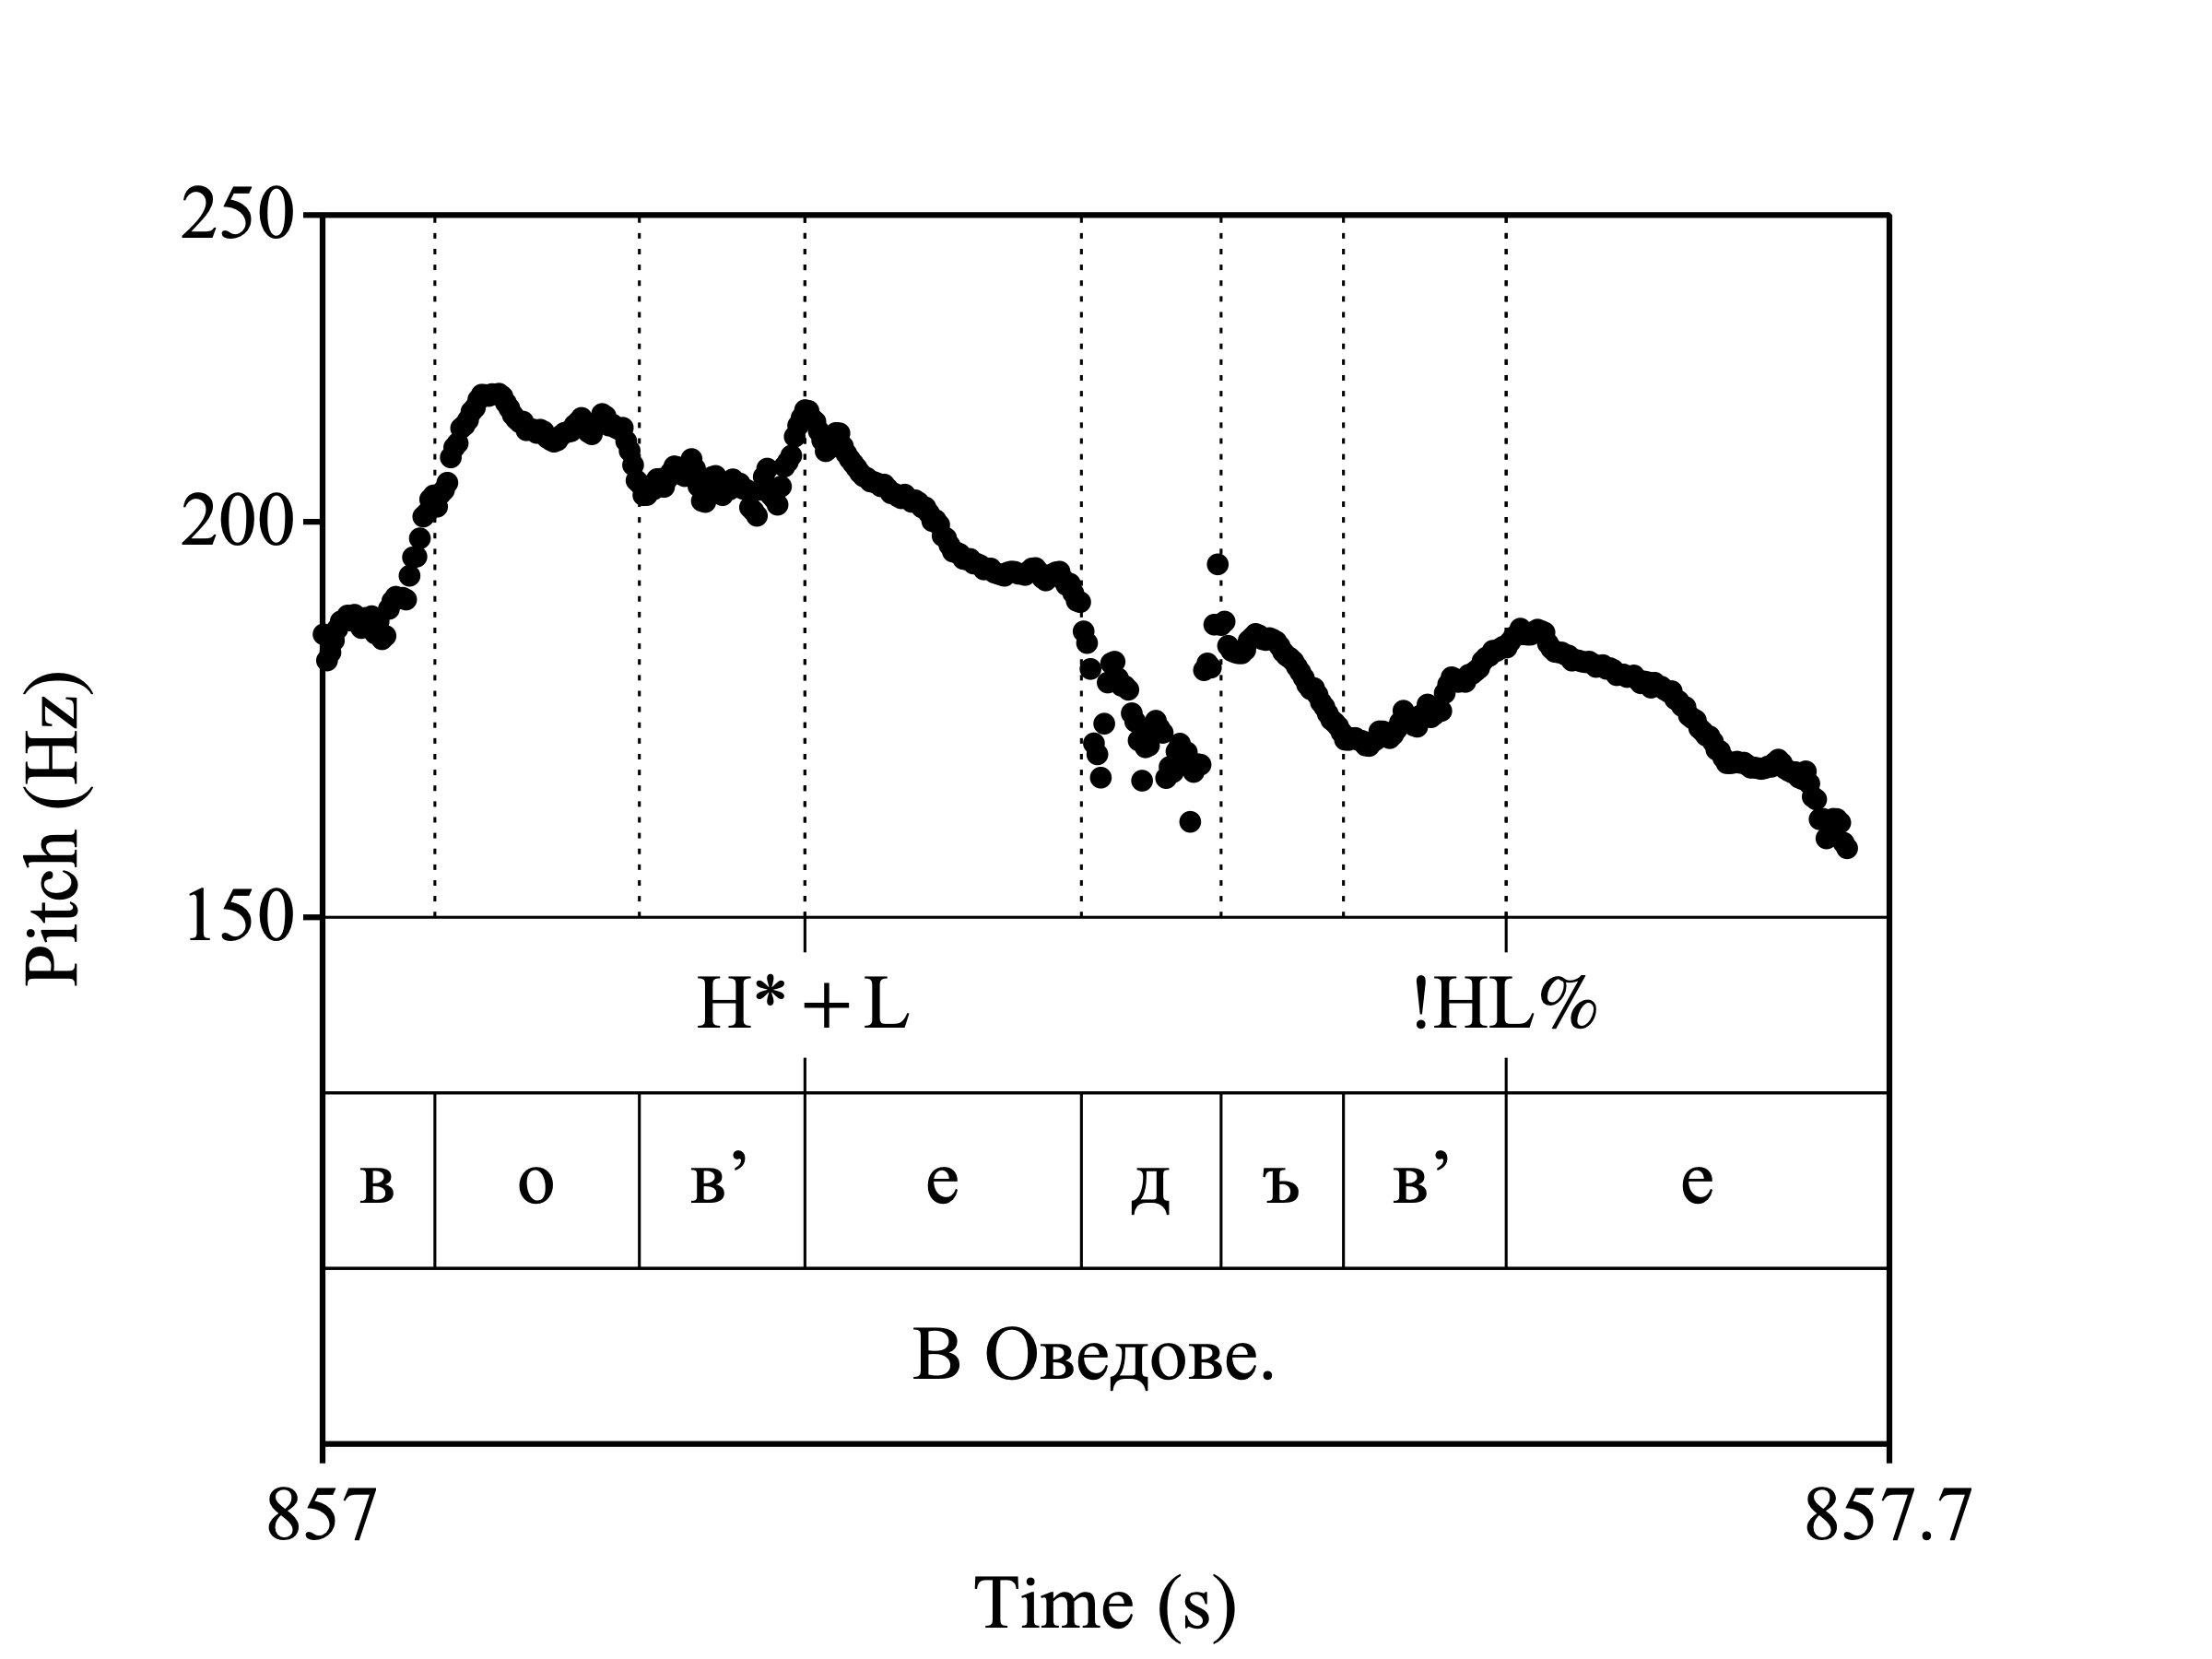 250
200
150
Pitch (Hz)
H*+L !HL%
в о в’ е д ъ в’ е
В Оведове.
857 857.7
Time (s)